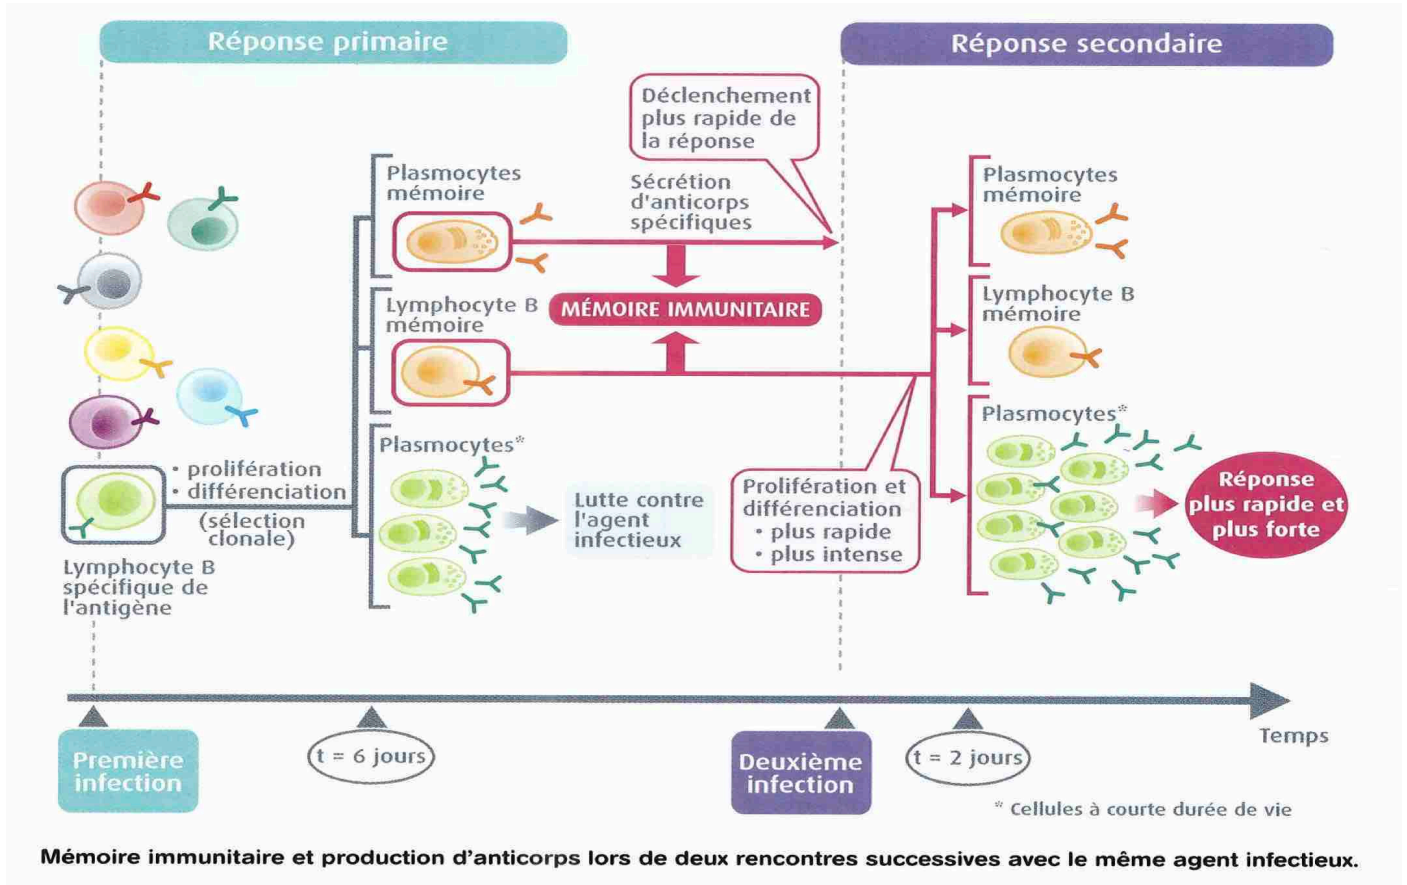 Réponse primaire
Réponse secondaire
Déclenchement
plus rapide de
la réponse
Plasmocytes
mémoire
Sécrétion
d'anticorps
spécifiques
Plasmocytes
mémoire
Lymphocyte B
mémoire
MÉMOIRE IMMUNITAIRE
Lymphocyte B
mémoire
Plasmocytes*
Plasmocytes*
• prolifération
• différenciation
(sélection
clonale)
Lymphocyte B
spécifique de
l'antigène
Lutte contre
l'agent
infectieux
Prolifération et
différenciation
• plus rapide
• plus intense
Réponse
plus rapide et
plus forte
Temps
Première
infection
t = 6 jours
Deuxième
infection
t = 2 jours
* Cellules à courte durée de vie
Mémoire immunitaire et production d'anticorps lors de deux rencontres successives avec le même agent infectieux.